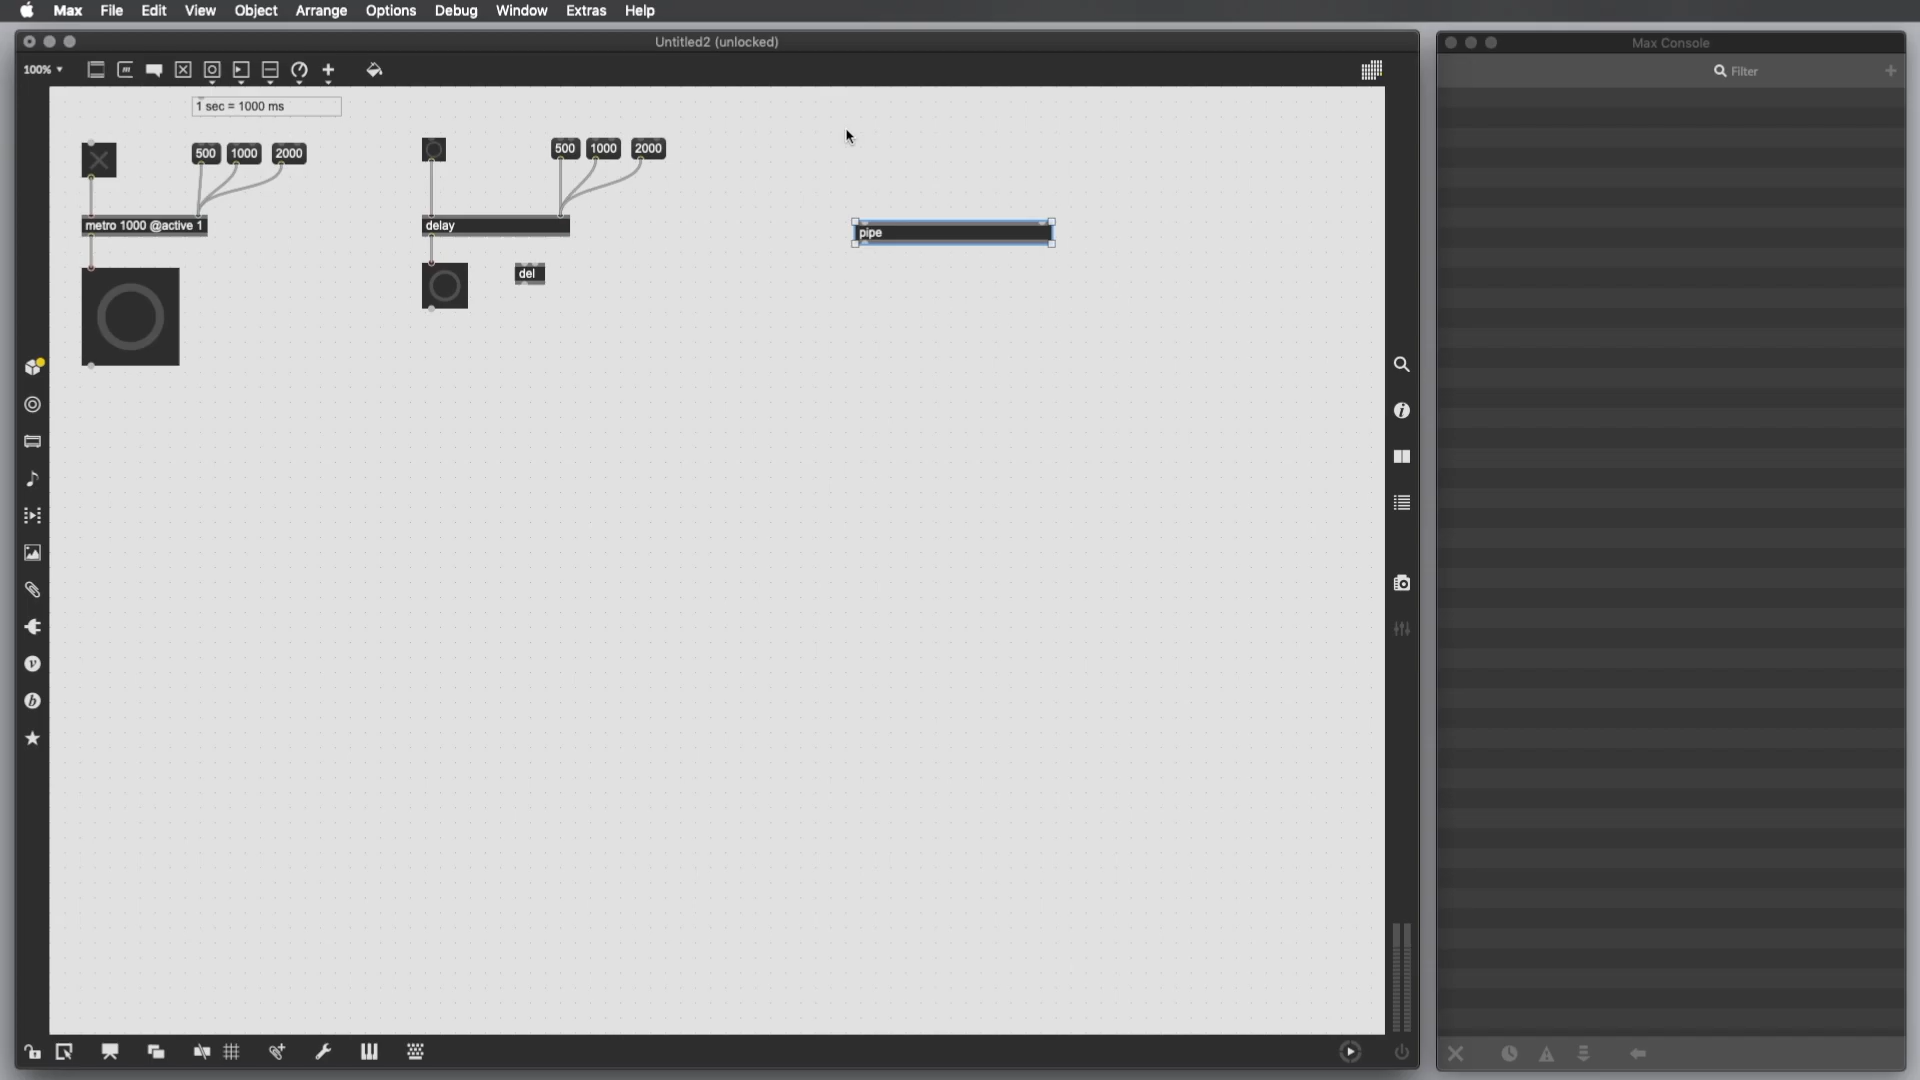 Max File Edit View Object Arrange Options Debug Window Extras Help
Untitled2 (unlocked)
Max Console
100%
Filter
1 sec = 1000 ms
500 1000 2000
500 1000 2000
metro 1000 @active 1
delay
pipe
del